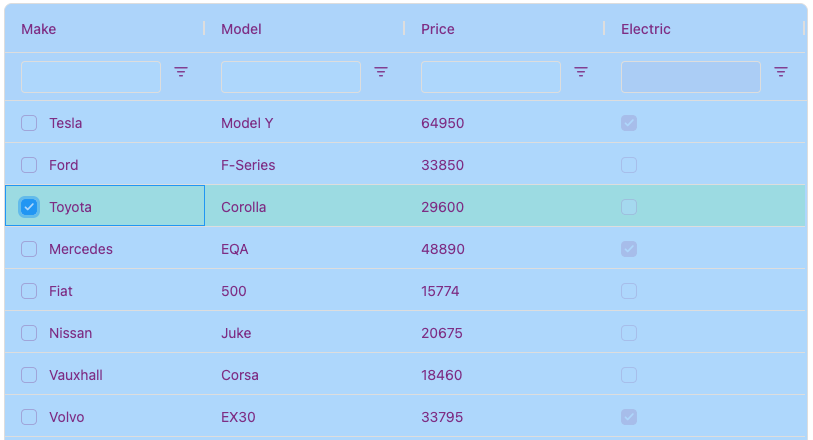 Make Model Price Electric
Tesla Model Y 64950
Ford F-Series 33850
Toyota Corolla 29600
Mercedes EQA 48890
Fiat 500 15774
Nissan Juke 20675
Vauxhall Corsa 18460
Volvo EX30 33795